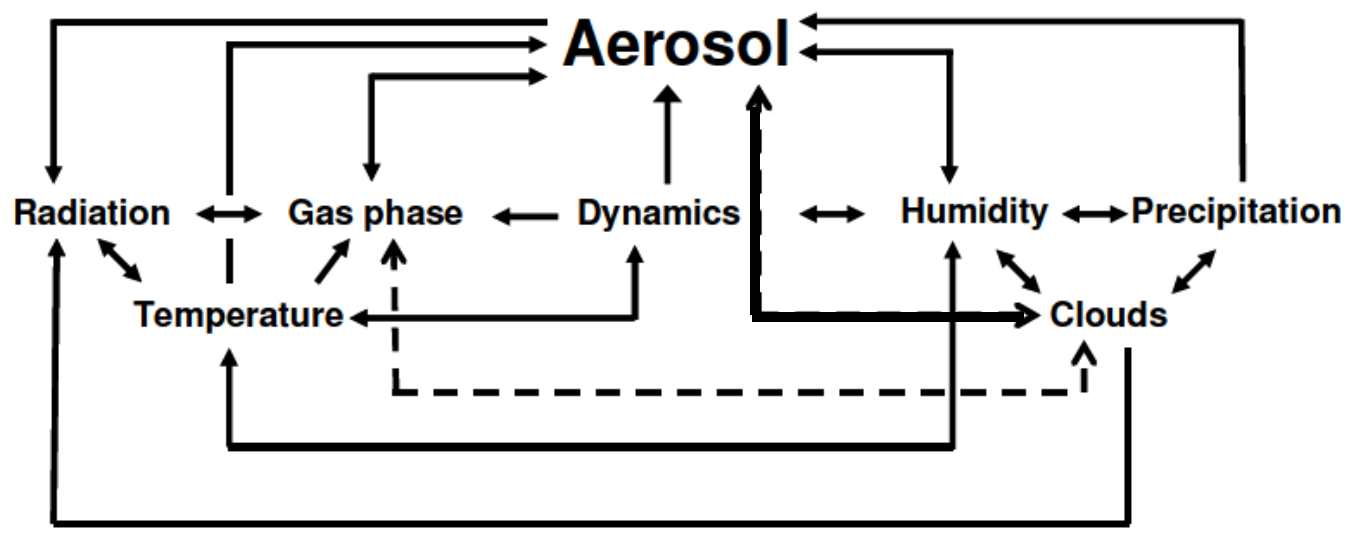 Aerosol
Radiation Gas phase Dynamics Humidity Precipitation
Temperature Clouds